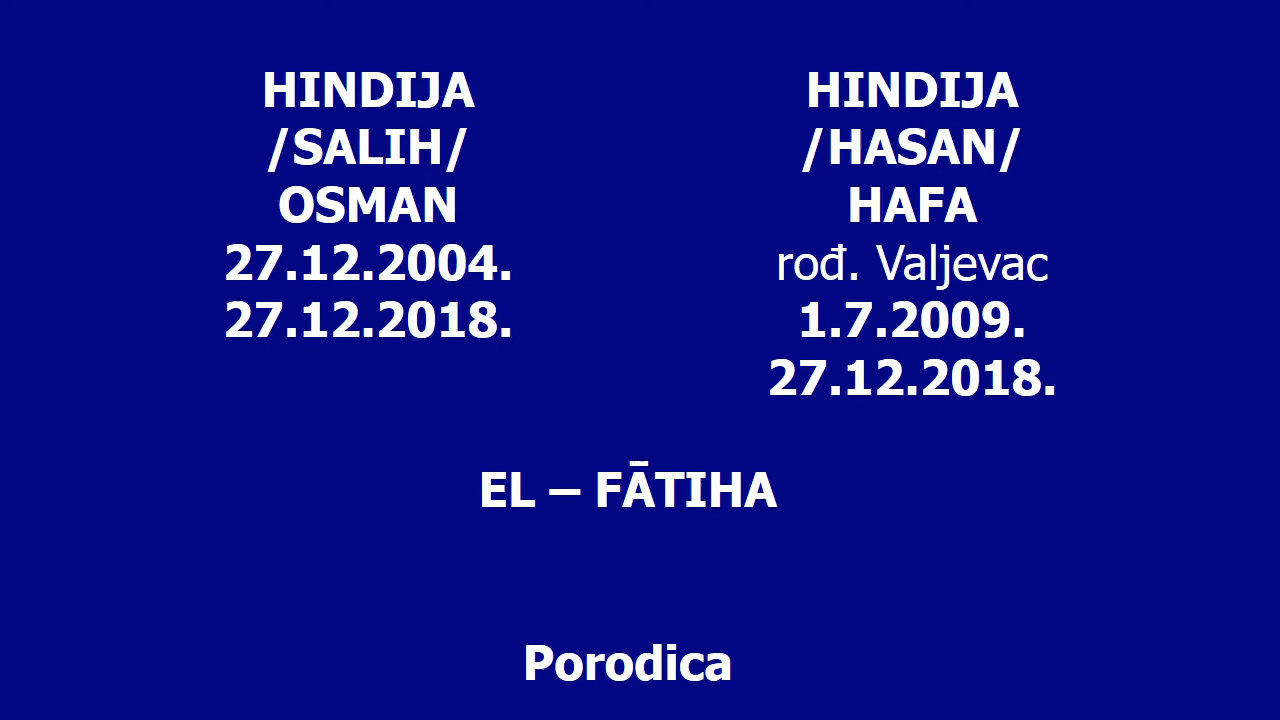 HINDIJA
/SALIH/
OSMAN
27.12.2004.
27.12.2018.
HINDIJA
/HASAN/
HAFA
rođ. Valjevac
1.7.2009.
27.12.2018.
EL – FĀTIHA
Porodica